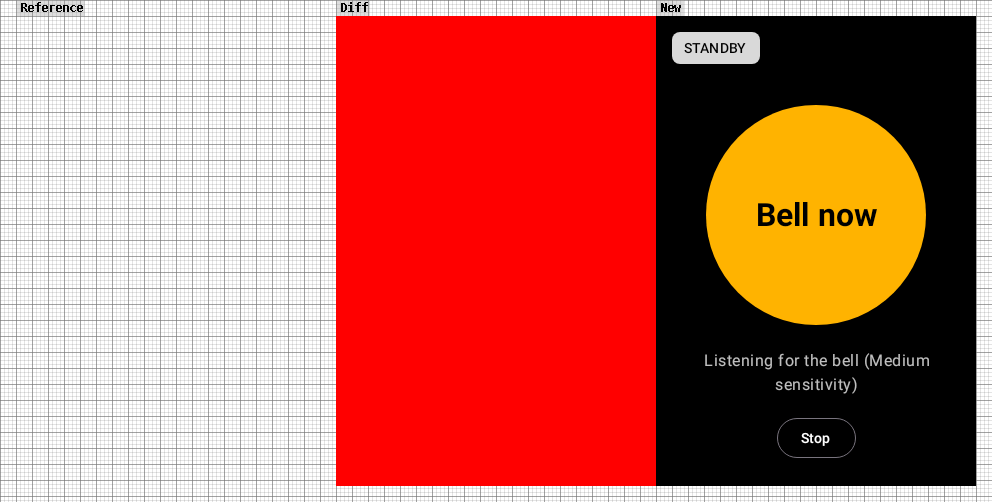 Reference
Diff
New
STANDBY
Bell now
Listening for the bell (Medium
sensitivity)
Stop